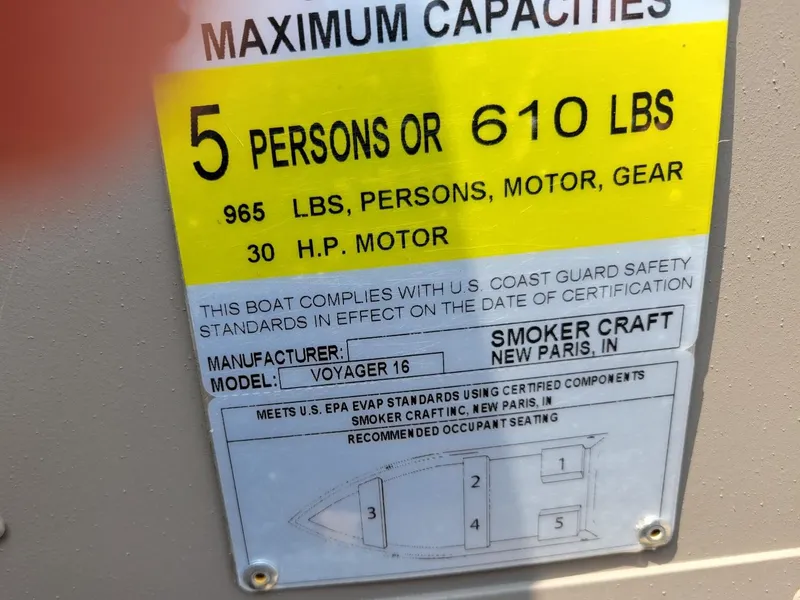 MAXIMUM CAPACITIES
5 PERSONS OR 610 LBS
965 LBS, PERSONS, MOTOR, GEAR
30 H.P. MOTOR
THIS BOAT COMPLIES WITH U.S. COAST GUARD SAFETY
STANDARDS IN EFFECT ON THE DATE OF CERTIFICATION
MANUFACTURER: SMOKER CRAFT
NEW PARIS, IN
MODEL: VOYAGER 16
MEETS U.S. EPA EVAP STANDARDS USING CERTIFIED COMPONENTS
SMOKER CRAFT INC, NEW PARIS, IN
RECOMMENDED OCCUPANT SEATING
1
2
3
4
5